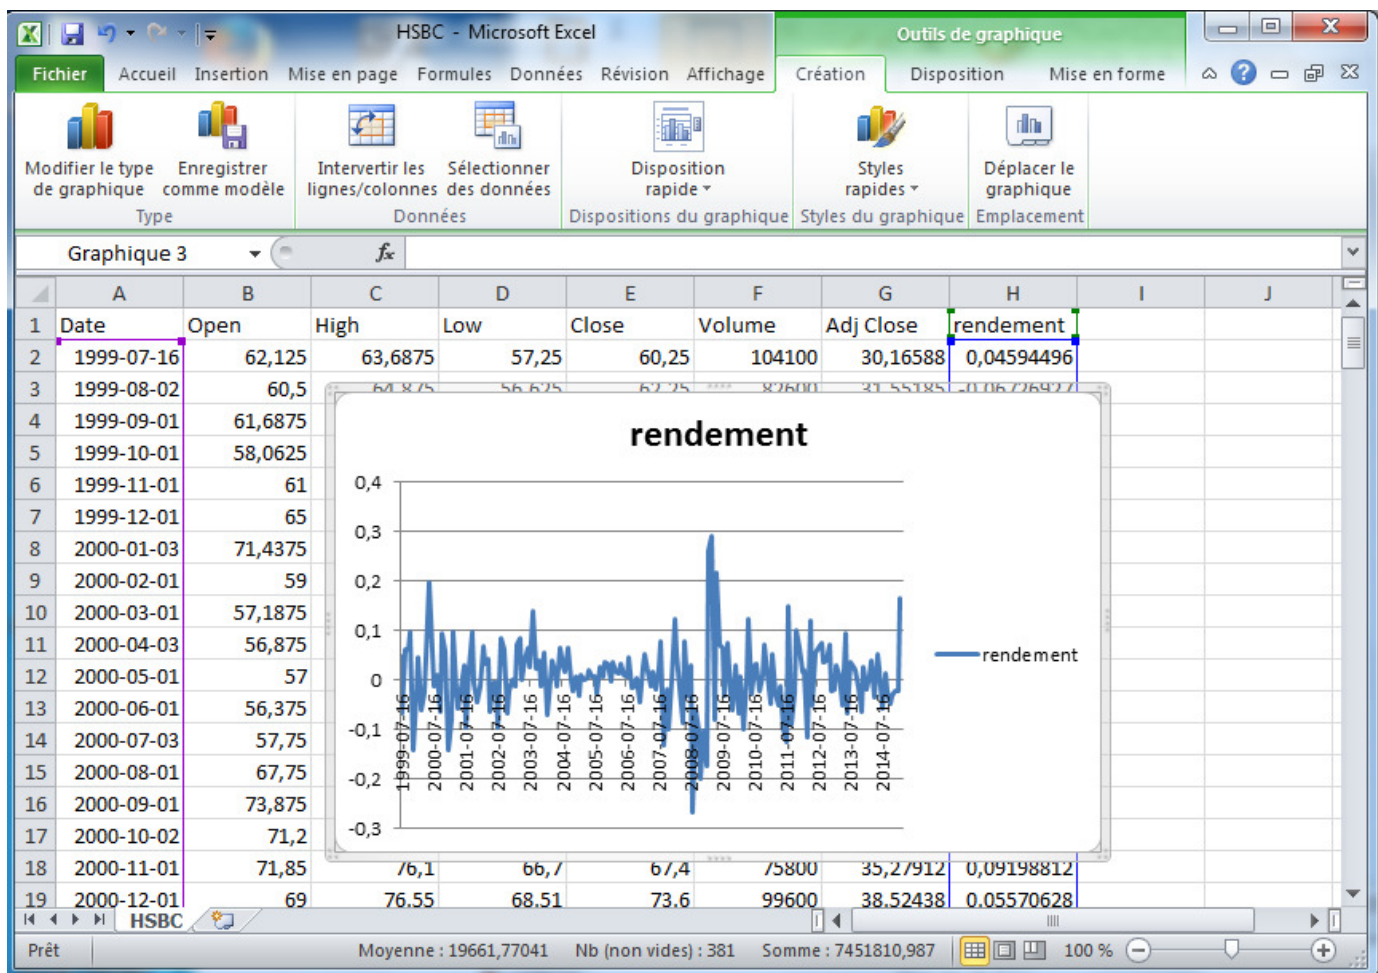 HSBC - Microsoft Excel
Outils de graphique
Fichier Accueil Insertion Mise en page Formules Données Révision Affichage Création Disposition Mise en forme
Modifier le type de graphique
Enregistrer comme modèle
Intervertir les lignes/colonnes
Sélectionner des données
Disposition rapide
Styles rapides
Déplacer le graphique
Type Données Dispositions du graphique Styles du graphique Emplacement
Graphique 3 fx
A B C D E F G H I J
1 Date Open High Low Close Volume Adj Close rendement
2 1999-07-16 62,125 63,6875 57,25 60,25 104100 30,16588 0,04594496
3 1999-08-02 60,5 64,875 56,625 62,25 82600 31,55185 -0,06726927
4 1999-09-01 61,6875
5 1999-10-01 58,0625
6 1999-11-01 61
7 1999-12-01 65
8 2000-01-03 71,4375
9 2000-02-01 59
10 2000-03-01 57,1875
11 2000-04-03 56,875
12 2000-05-01 57
13 2000-06-01 56,375
14 2000-07-03 57,75
15 2000-08-01 67,75
16 2000-09-01 73,875
17 2000-10-02 71,2
18 2000-11-01 71,85 76,1 66,7 67,4 75800 35,27912 0,09198812
19 2000-12-01 69 76.55 68.51 73.6 99600 38.52438 0.05570628
rendement
0,4
0,3
0,2
0,1
0
-0,1
-0,2
-0,3
1999-07-16
2000-07-16
2001-07-16
2002-07-16
2003-07-16
2004-07-16
2005-07-16
2006-07-16
2007-07-16
2008-07-16
2009-07-16
2010-07-16
2011-07-16
2012-07-16
2013-07-16
2014-07-16
rendement
HSBC
Prêt Moyenne : 19661,77041 Nb (non vides) : 381 Somme : 7451810,987 100 %